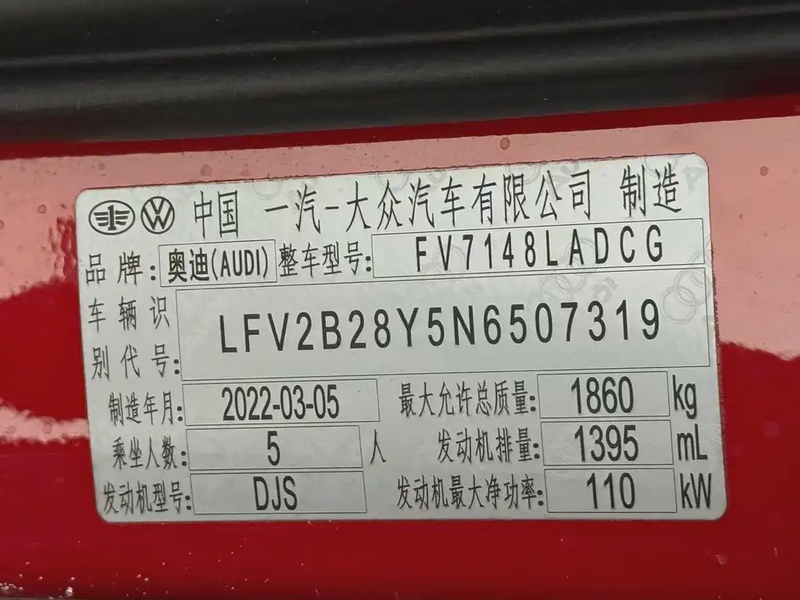 中国 一汽-大众汽车有限公司 制造
品牌: 奥迪(AUDI) 整车型号: FV7148LADCG
车辆识别代号: LFV2B28Y5N6507319
制造年月: 2022-03-05 最大允许总质量: 1860 kg
乘坐人数: 5 人 发动机排量: 1395 mL
发动机型号: DJS 发动机最大净功率: 110 kW